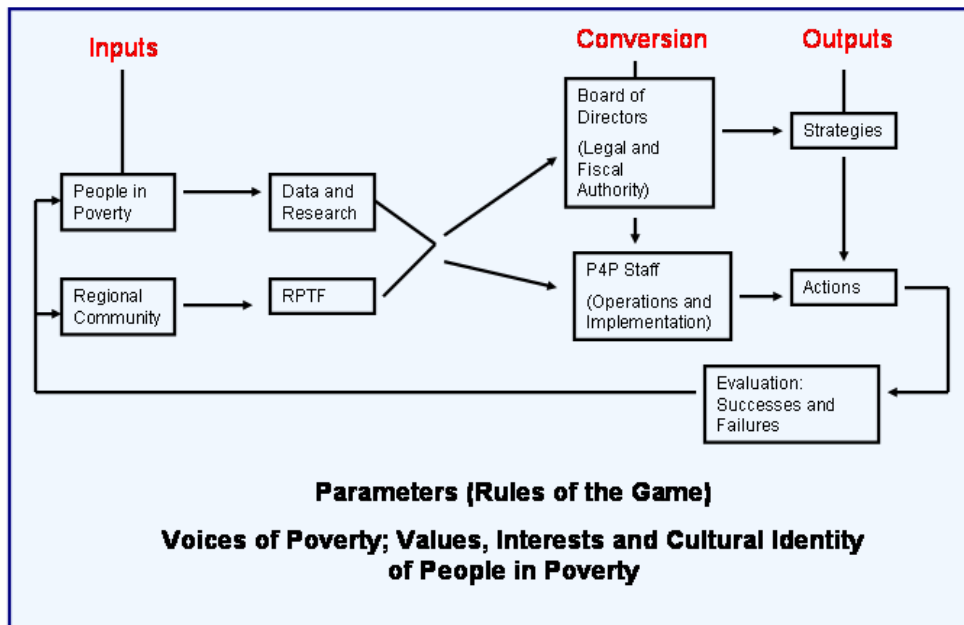 Inputs
Conversion
Outputs
Board of
Directors
(Legal and
Fiscal
Authority)
Strategies
People in
Poverty
Data and
Research
P4P Staff
(Operations and
Implementation)
Actions
Regional
Community
RPTF
Evaluation:
Successes and
Failures
Parameters (Rules of the Game)
Voices of Poverty; Values, Interests and Cultural Identity
of People in Poverty